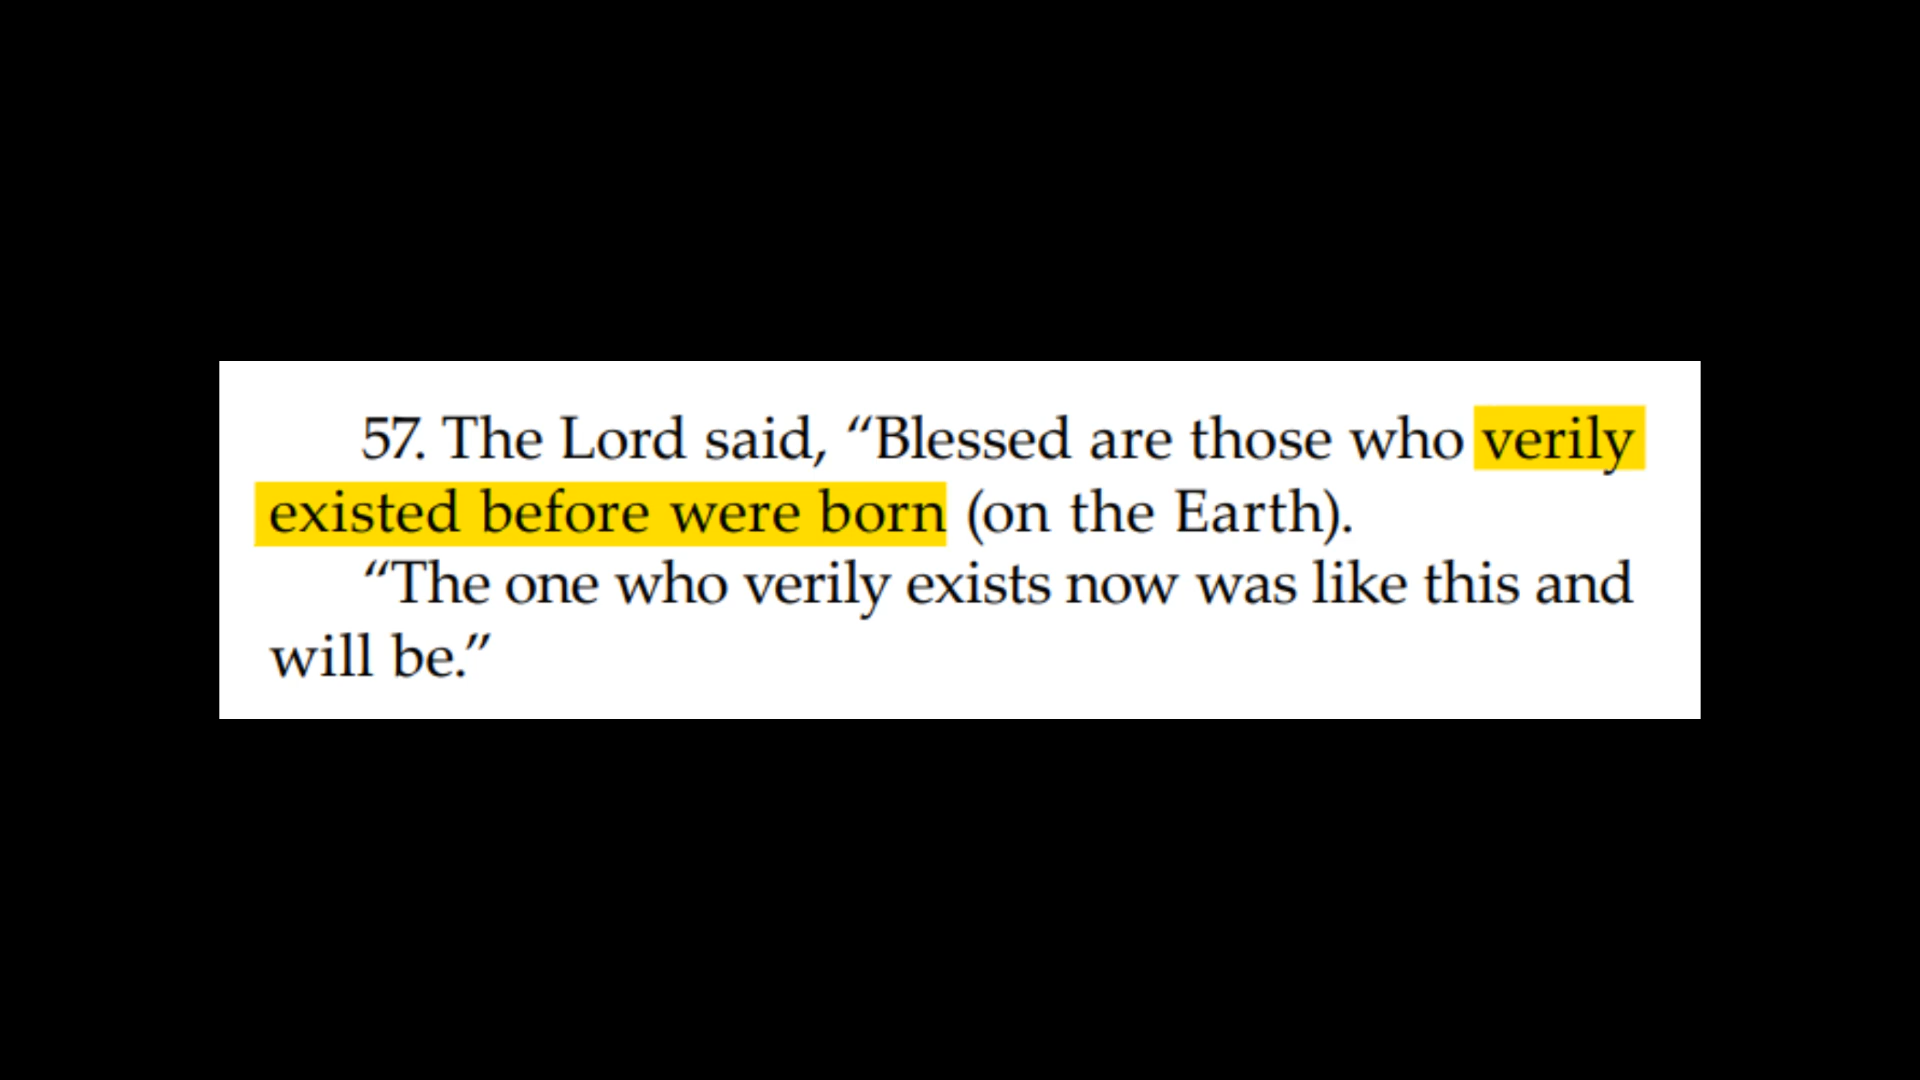 57. The Lord said, “Blessed are those who verily
existed before were born (on the Earth).
“The one who verily exists now was like this and
will be.”